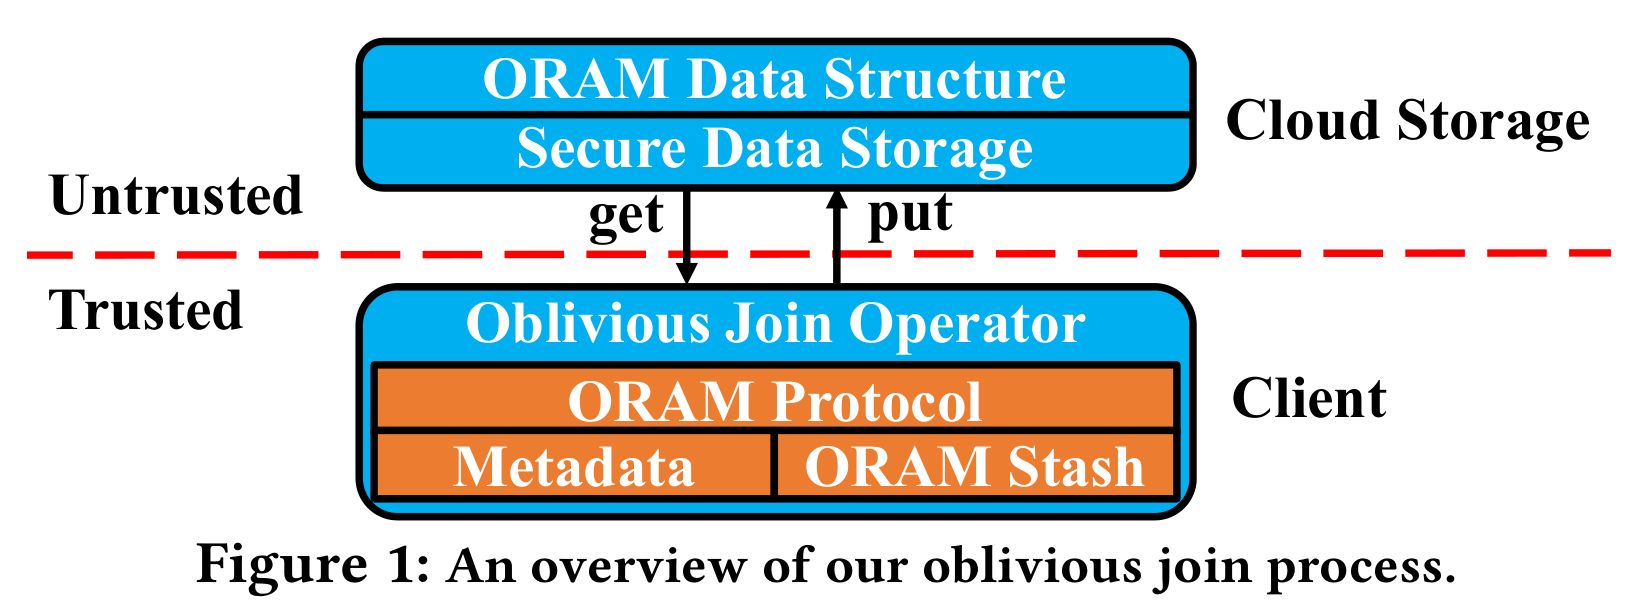 ORAM Data Structure
Secure Data Storage
Cloud Storage
Untrusted
get
put
Trusted
Oblivious Join Operator
ORAM Protocol
Metadata
ORAM Stash
Client
Figure 1: An overview of our oblivious join process.